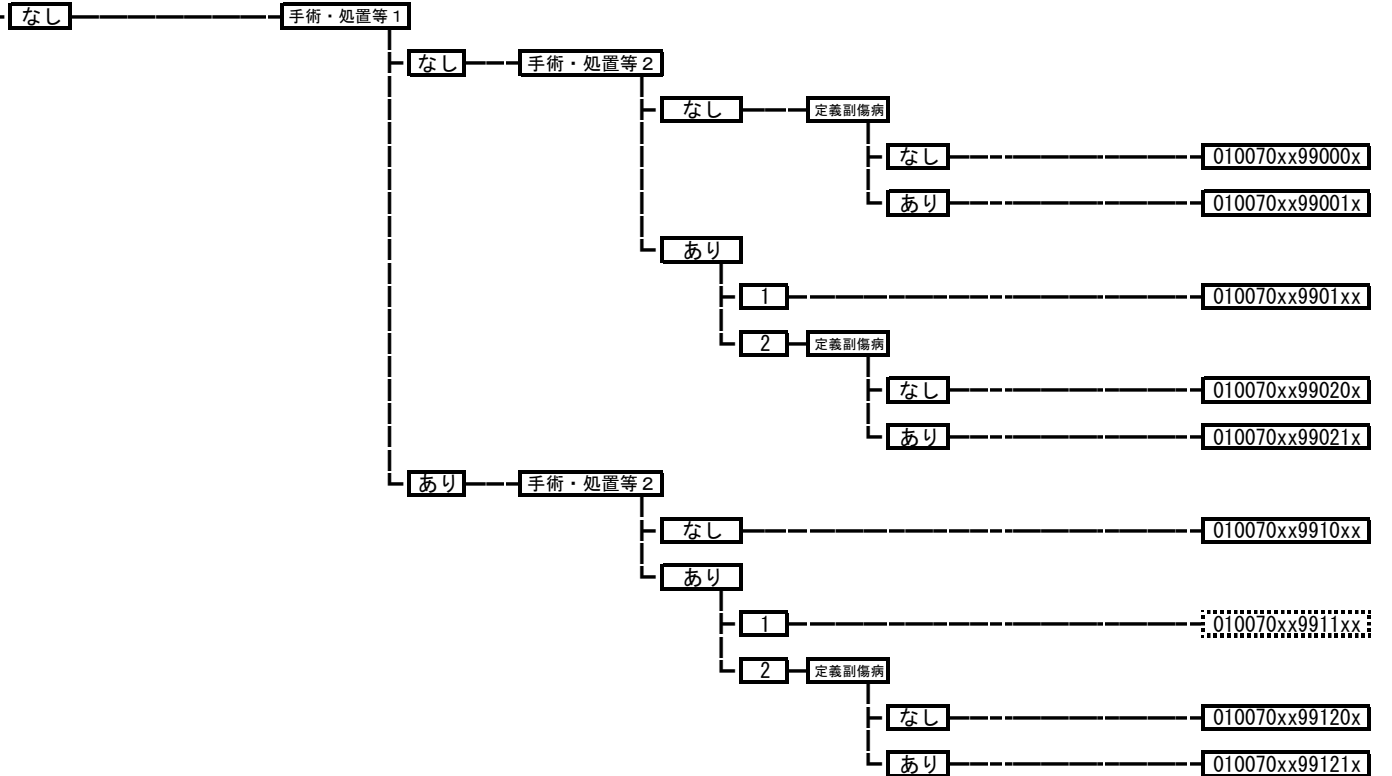 なし 手術・処置等1
なし 手術・処置等2
なし 定義副傷病
なし 010070xx99000x
あり 010070xx99001x
あり
1 010070xx9901xx
2 定義副傷病
なし 010070xx99020x
あり 010070xx99021x
あり 手術・処置等2
なし 010070xx9910xx
あり
1 010070xx9911xx
2 定義副傷病
なし 010070xx99120x
あり 010070xx99121x